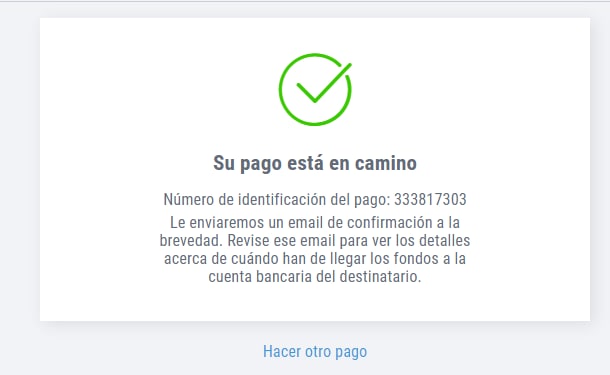 Su pago está en camino
Número de identificación del pago: 333817303
Le enviaremos un email de confirmación a la
brevedad. Revise ese email para ver los detalles
acerca de cuándo han de llegar los fondos a la
cuenta bancaria del destinatario.
Hacer otro pago